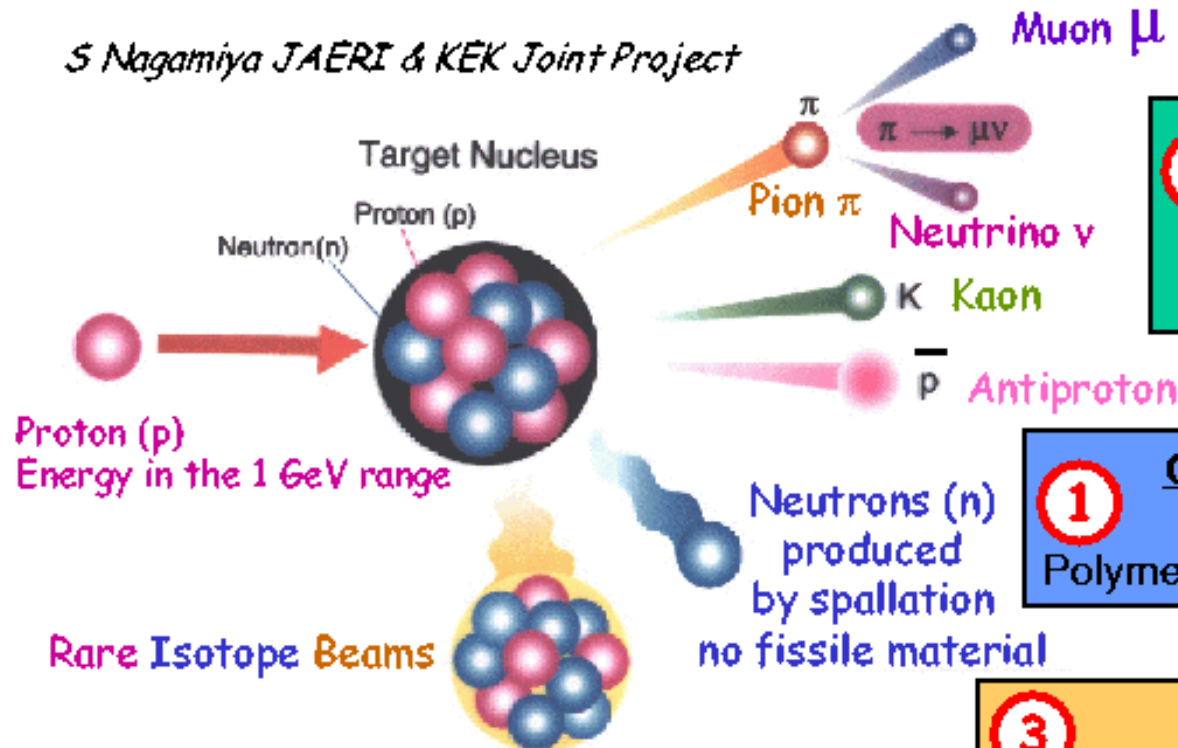 S Nagamiya JAERI & KEK Joint Project
Muon μ
π
π → μν
Target Nucleus
Pion π
Proton (p)
Neutrino ν
Neutron(n)
K Kaon
p̅ Antiproton
Proton (p)
Energy in the 1 GeV range
1
Neutrons (n)
produced
by spallation
no fissile material
Polyme
Rare Isotope Beams
3